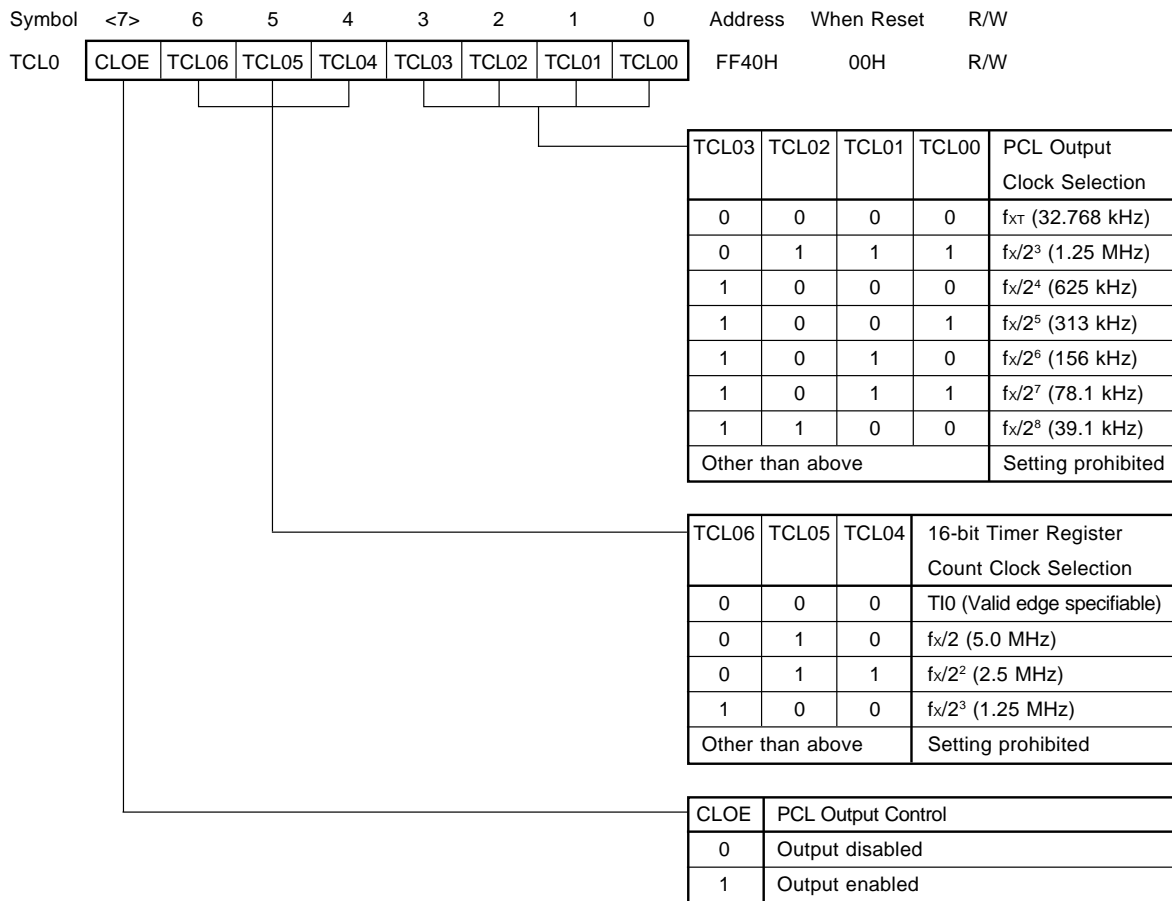 Symbol <7> 6 5 4 3 2 1 0 Address When Reset R/W
TCL0 CLOE TCL06 TCL05 TCL04 TCL03 TCL02 TCL01 TCL00 FF40H 00H R/W
TCL03 TCL02 TCL01 TCL00 PCL Output
Clock Selection
0 0 0 0 fXT (32.768 kHz)
0 1 1 1 fX/2³ (1.25 MHz)
1 0 0 0 fX/2⁴ (625 kHz)
1 0 0 1 fX/2⁵ (313 kHz)
1 0 1 0 fX/2⁶ (156 kHz)
1 0 1 1 fX/2⁷ (78.1 kHz)
1 1 0 0 fX/2⁸ (39.1 kHz)
Other than above Setting prohibited
TCL06 TCL05 TCL04 16-bit Timer Register
Count Clock Selection
0 0 0 TI0 (Valid edge specifiable)
0 1 0 fX/2 (5.0 MHz)
0 1 1 fX/2² (2.5 MHz)
1 0 0 fX/2³ (1.25 MHz)
Other than above Setting prohibited
CLOE PCL Output Control
0 Output disabled
1 Output enabled